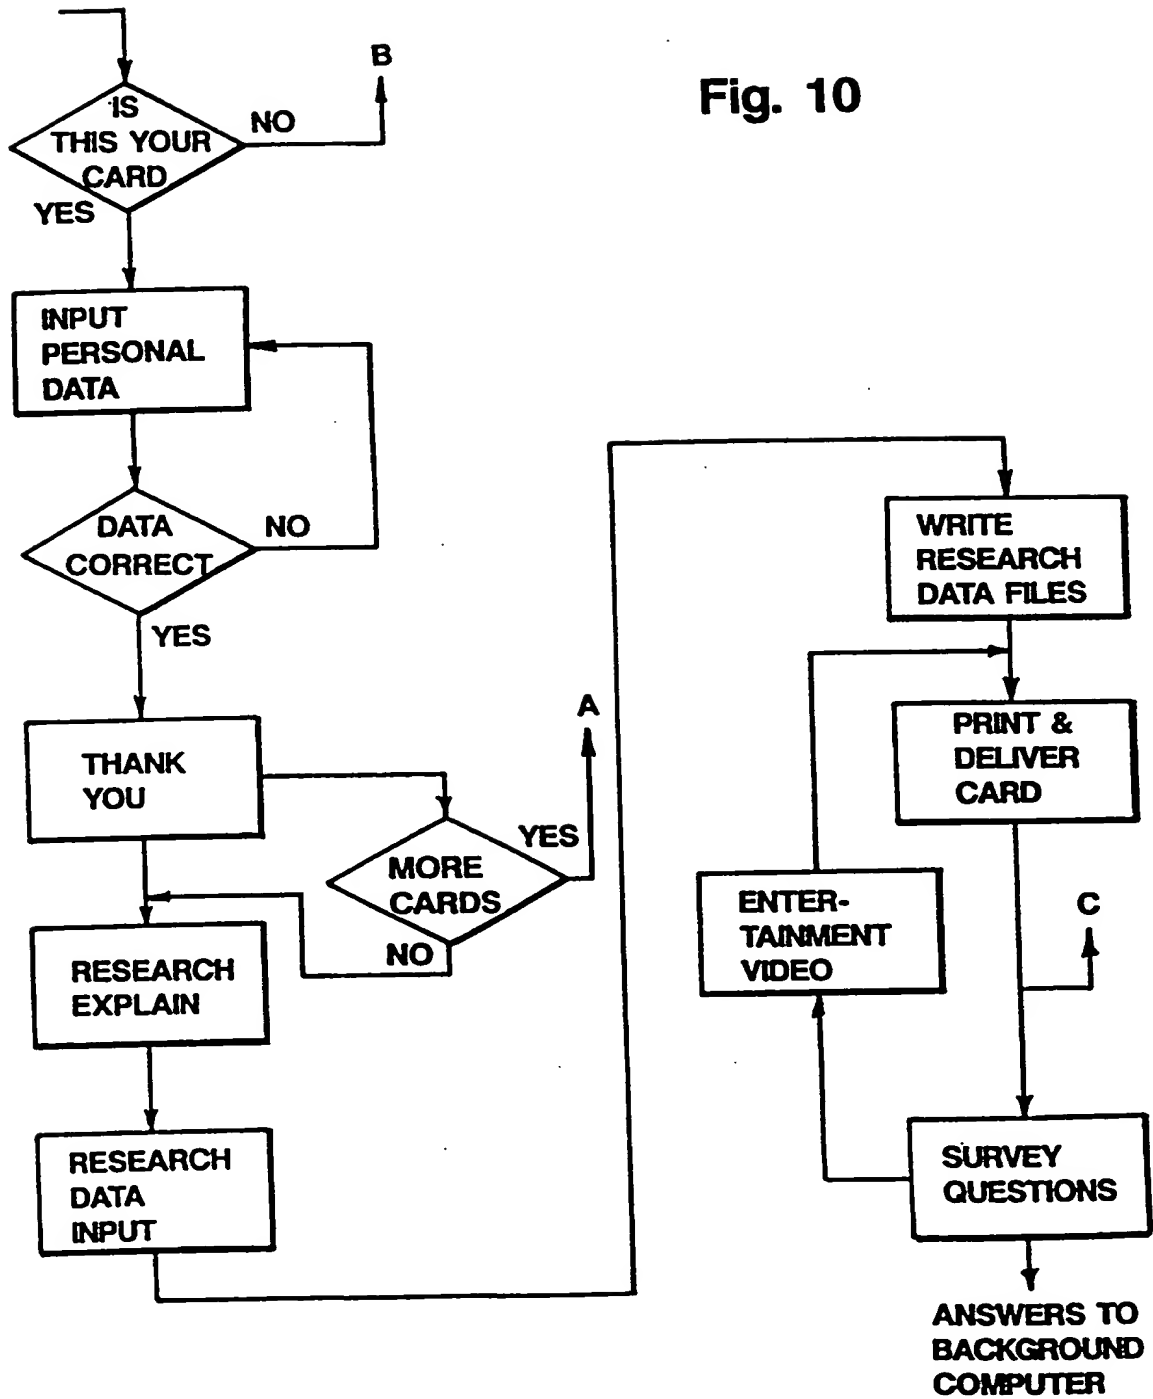 Fig. 10
B
IS
THIS YOUR
CARD
NO
YES
INPUT
PERSONAL
DATA
DATA
CORRECT
NO
YES
THANK
YOU
A
MORE
CARDS
YES
NO
RESEARCH
EXPLAIN
RESEARCH
DATA
INPUT
WRITE
RESEARCH
DATA FILES
PRINT &
DELIVER
CARD
ENTER-
TAINMENT
VIDEO
C
SURVEY
QUESTIONS
ANSWERS TO
BACKGROUND
COMPUTER